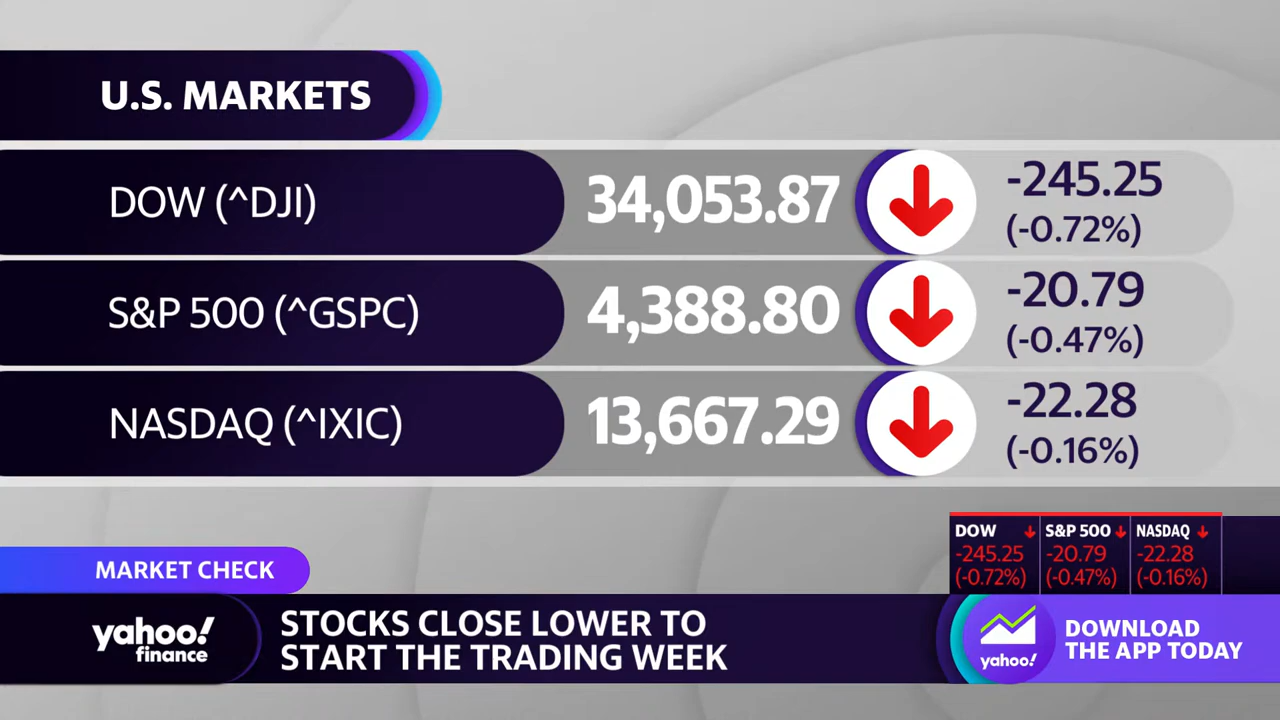 U.S. MARKETS
DOW (^DJI)
34,053.87
-245.25
(-0.72%)
S&P 500 (^GSPC)
4,388.80
-20.79
(-0.47%)
NASDAQ (^IXIC)
13,667.29
-22.28
(-0.16%)
DOW S&P 500 NASDAQ
-245.25 -20.79 -22.28
(-0.72%) (-0.47%) (-0.16%)
MARKET CHECK
yahoo!
finance
STOCKS CLOSE LOWER TO
START THE TRADING WEEK
yahoo!
DOWNLOAD
THE APP TODAY